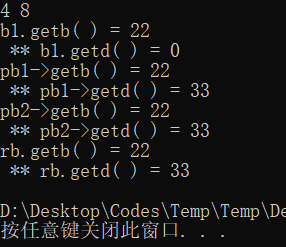 4 8
b1.getb( ) = 22
 ** b1.getd( ) = 0
pb1->getb( ) = 22
 ** pb1->getd( ) = 33
pb2->getb( ) = 22
 ** pb2->getd( ) = 33
rb.getb( ) = 22
 ** rb.getd( ) = 33
D:\Desktop\Codes\Temp\Temp\De
按任意键关闭此窗口. . .